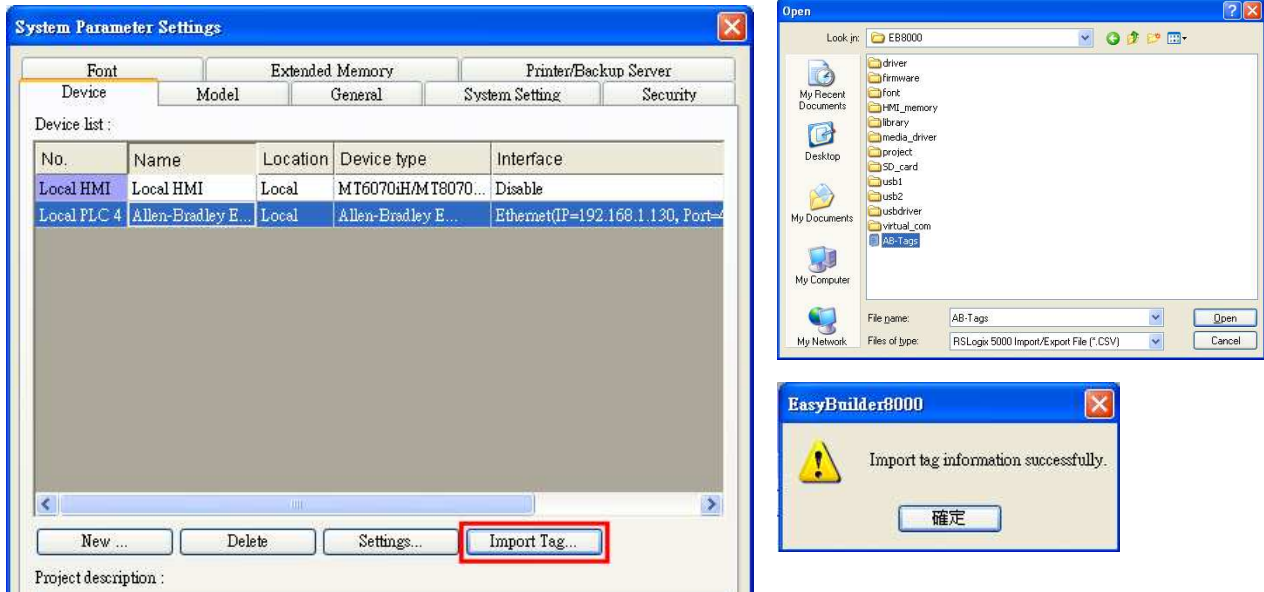 System Parameter Settings
Font Extended Memory Printer/Backup Server
Device Model General System Setting Security
Device list :
No. Name Location Device type Interface
Local HMI Local HMI Local MT6070iH/MT8070... Disable
Local PLC 4 Allen-Bradley E... Local Allen-Bradley E... Ethernet(IP=192.168.1.130, Port=4
New ... Delete Settings... Import Tag...
Project description :
Open
Look in: EB8000
My Recent Documents
Desktop
My Documents
My Computer
My Network
driver
firmware
font
HMI_memory
library
media_driver
project
SD_card
usb1
usb2
usbdriver
virtual_com
AB-Tags
File name: AB-Tags Open
Files of type: RSLogix 5000 Import/Export File (*.CSV) Cancel
EasyBuilder8000
Import tag information successfully.
確定